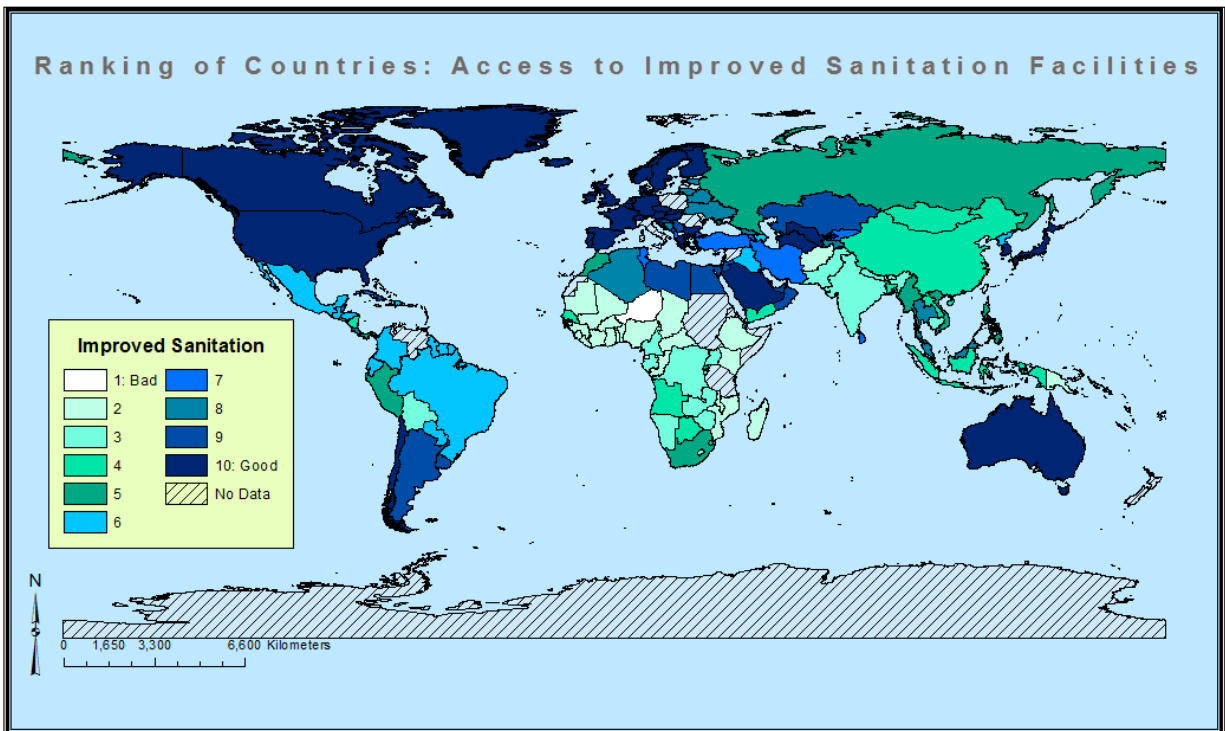 Ranking of Countries: Access to Improved Sanitation Facilities
Improved Sanitation
1: Bad
2
3
4
5
6
7
8
9
10: Good
No Data
N
0 1,650 3,300 6,600 Kilometers